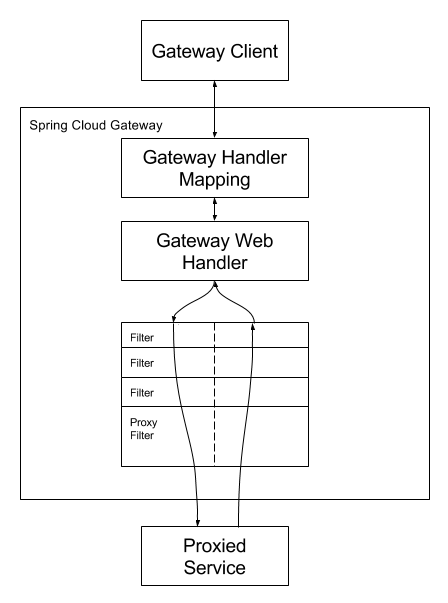 Gateway Client
Spring Cloud Gateway
Gateway Handler
Mapping
Gateway Web
Handler
Filter
Filter
Filter
Proxy
Filter
Proxied
Service